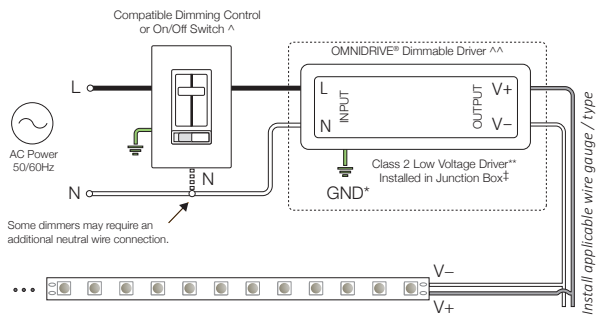 Compatible Dimming Control
or On/Off Switch ^
OMNIDRIVE® Dimmable Driver ^^
L
L
V+
INPUT
OUTPUT
N
V–
AC Power
50/60Hz
Class 2 Low Voltage Driver**
Installed in Junction Box‡
N
GND*
N
Some dimmers may require an
additional neutral wire connection.
Install applicable wire gauge / type
V–
V+